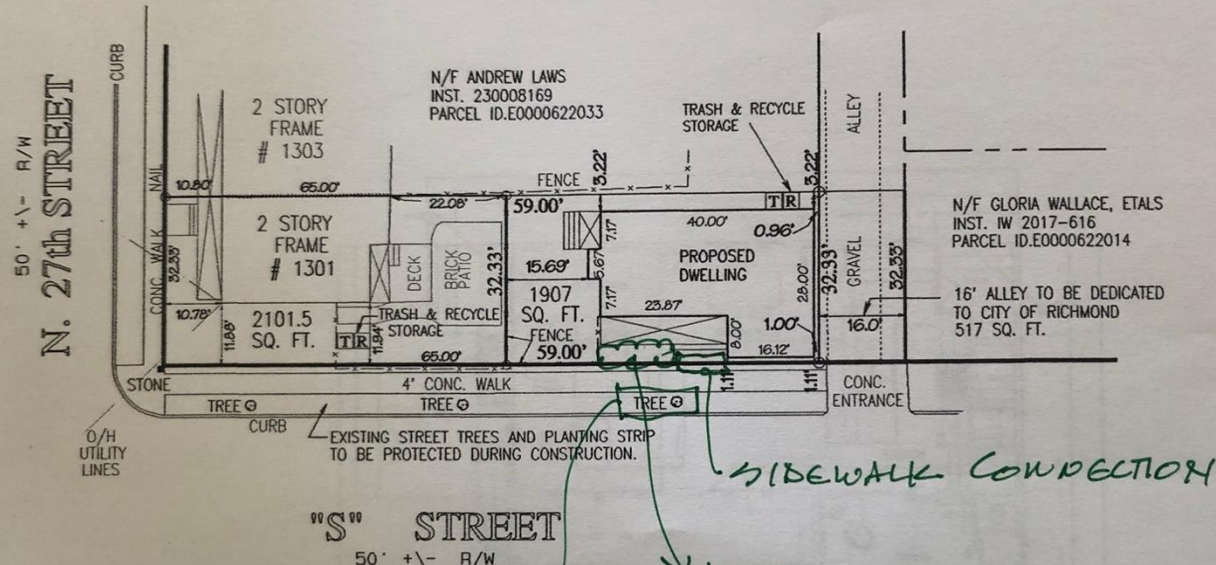 50' +\- R/W
N. 27th STREET
CURB
CONC. WALK
NAIL
2 STORY
FRAME
# 1303
N/F ANDREW LAWS
INST. 230008169
PARCEL ID.E0000622033
TRASH & RECYCLE
STORAGE
ALLEY
10.80'
65.00'
22.08'
FENCE
59.00'
3.22'
3.22'
T R
40.00'
0.96'
2 STORY
FRAME
# 1301
32.33'
DECK
BRICK
PATIO
32.33'
7.17'
15.69'
5.67'
7.17'
PROPOSED
DWELLING
28.00'
32.33'
GRAVEL
32.33'
N/F GLORIA WALLACE, ETALS
INST. IW 2017-616
PARCEL ID.E0000622014
10.78'
11.88'
2101.5
SQ. FT.
TRASH & RECYCLE
STORAGE
T R
11.94'
65.00'
1907
SQ. FT.
FENCE
59.00'
23.87'
8.00'
1.00'
16.12'
16.0'
16' ALLEY TO BE DEDICATED
TO CITY OF RICHMOND
517 SQ. FT.
STONE
4' CONC. WALK
1.11'
1.11'
CONC.
ENTRANCE
TREE
TREE
TREE
CURB
O/H
UTILITY
LINES
EXISTING STREET TREES AND PLANTING STRIP
TO BE PROTECTED DURING CONSTRUCTION.
SIDEWALK CONNECTION
"S" STREET
50' +\- R/W